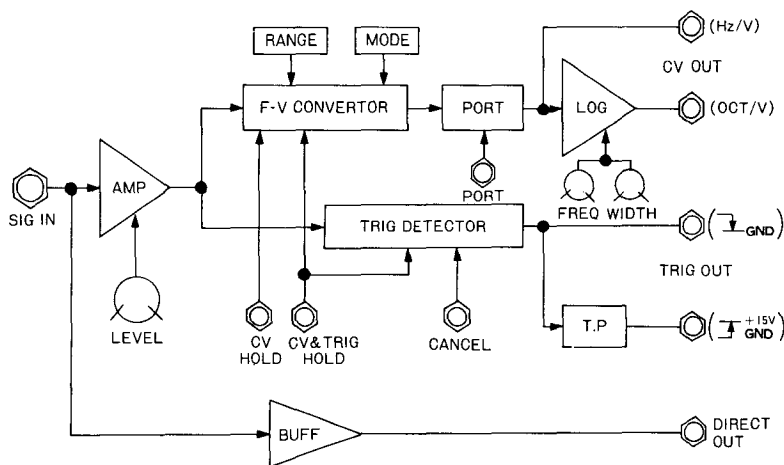 RANGE
MODE
(Hz/V)
CV OUT
F-V CONVERTOR
PORT
LOG
(OCT/V)
AMP
SIG IN
PORT
FREQ WIDTH
TRIG DETECTOR
GND
TRIG OUT
LEVEL
CV
HOLD
CV&TRIG
HOLD
CANCEL
T.P
+15V
GND
BUFF
DIRECT
OUT